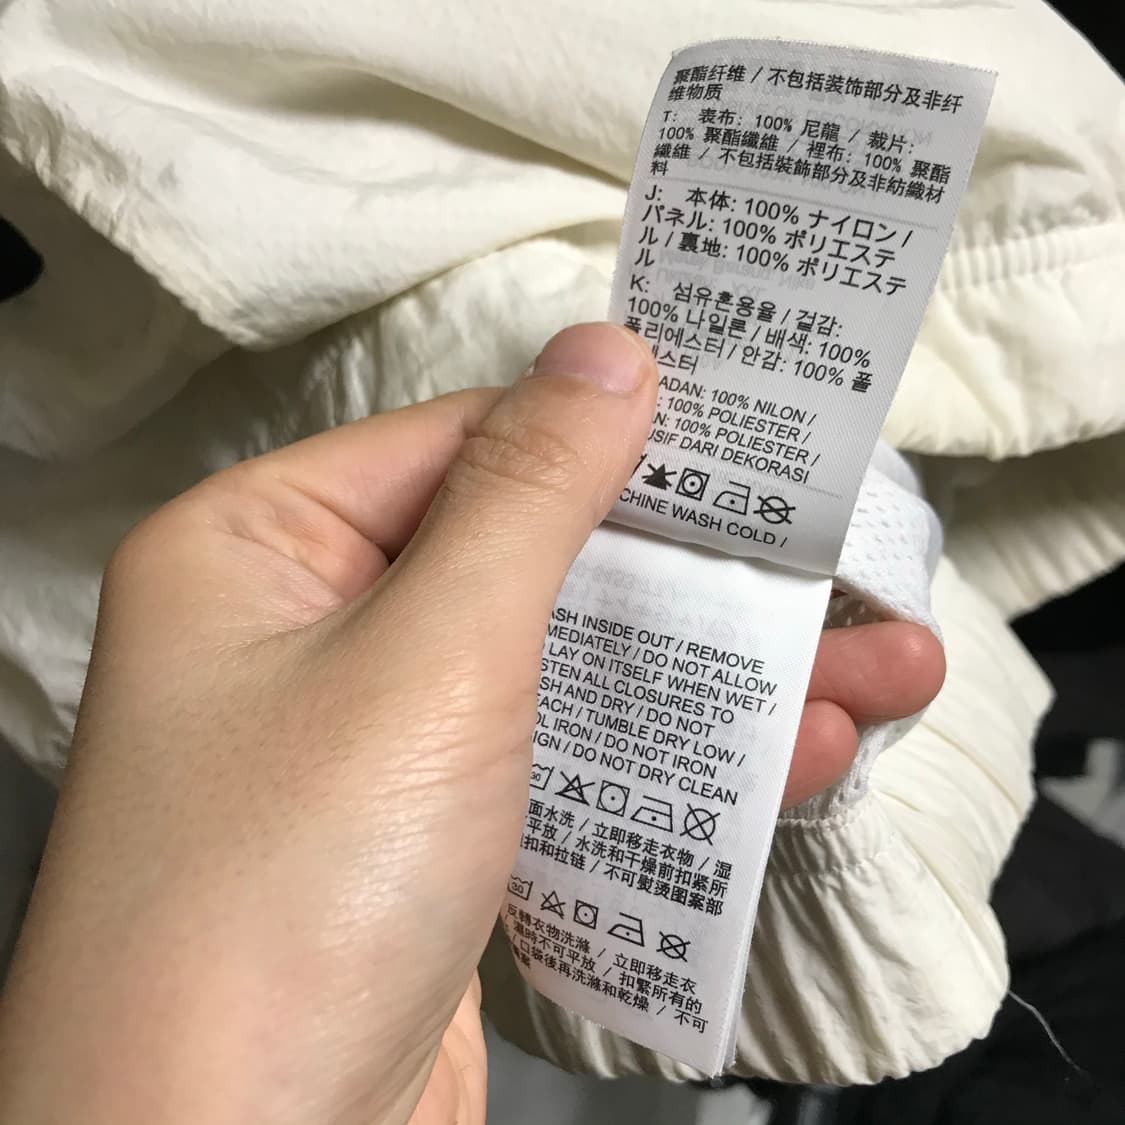 聚酯纤维 / 不包括装饰部分及非纤
维物质
T: 表布: 100% 尼龍 / 裁片:
100% 聚酯纖維 / 裡布: 100% 聚酯
纖維 / 不包括裝飾部分及非紡織材
料
J: 本体: 100% ナイロン /
パネル: 100% ポリエステ
ル / 裏地: 100% ポリエステ
ル
K: 섬유혼용율 / 겉감:
100% 나일론 / 배색: 100%
폴리에스터 / 안감: 100% 폴
에스터
ADAN: 100% NILON /
: 100% POLIESTER /
N: 100% POLIESTER /
USIF DARI DEKORASI
CHINE WASH COLD /
ASH INSIDE OUT / REMOVE
MEDIATELY / DO NOT ALLOW
LAY ON ITSELF WHEN WET /
STEN ALL CLOSURES TO
SH AND DRY / DO NOT
EACH / TUMBLE DRY LOW /
OL IRON / DO NOT IRON
IGN / DO NOT DRY CLEAN
30
面水洗 / 立即移走衣物 / 湿
平放 / 水洗和干燥前扣紧所
扣和拉链 / 不可熨烫图案部
30
反轉衣物洗滌 / 立即移走衣
濕時不可平放 / 扣緊所有的
口袋後再洗滌和乾燥 / 不可